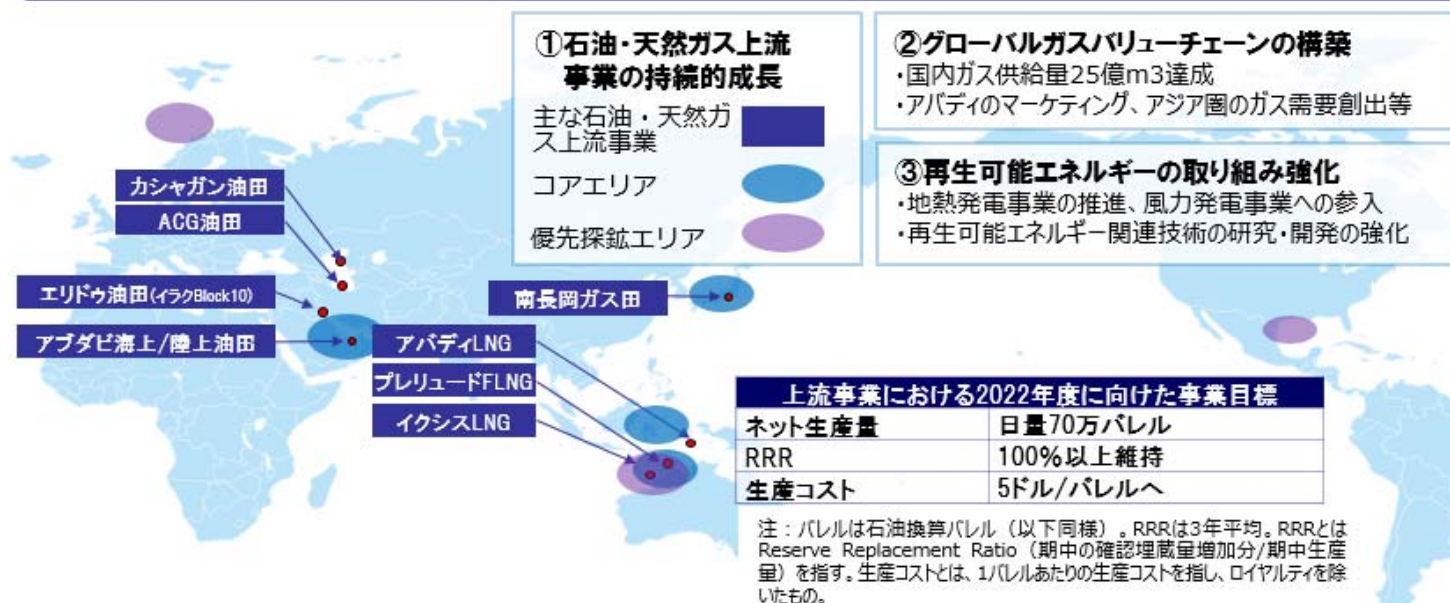 ①石油・天然ガス上流
事業の持続的成長
主な石油・天然ガ
ス上流事業
コアエリア
優先探鉱エリア
②グローバルガスバリューチェーンの構築
・国内ガス供給量25億m3達成
・アバディのマーケティング、アジア圏のガス需要創出等
③再生可能エネルギーの取り組み強化
・地熱発電事業の推進、風力発電事業への参入
・再生可能エネルギー関連技術の研究・開発の強化
カシャガン油田
ACG油田
エリドゥ油田(イラクBlock10)
アブダビ海上/陸上油田
南長岡ガス田
アバディLNG
プレリュードFLNG
イクシスLNG
上流事業における2022年度に向けた事業目標
ネット生産量 日量70万バレル
RRR 100%以上維持
生産コスト 5ドル/バレルへ
注：バレルは石油換算バレル（以下同様）。RRRは3年平均。RRRとは
Reserve Replacement Ratio（期中の確認埋蔵量増加分/期中生産
量）を指す。生産コストとは、1バレルあたりの生産コストを指し、ロイヤルティを除
いたもの。